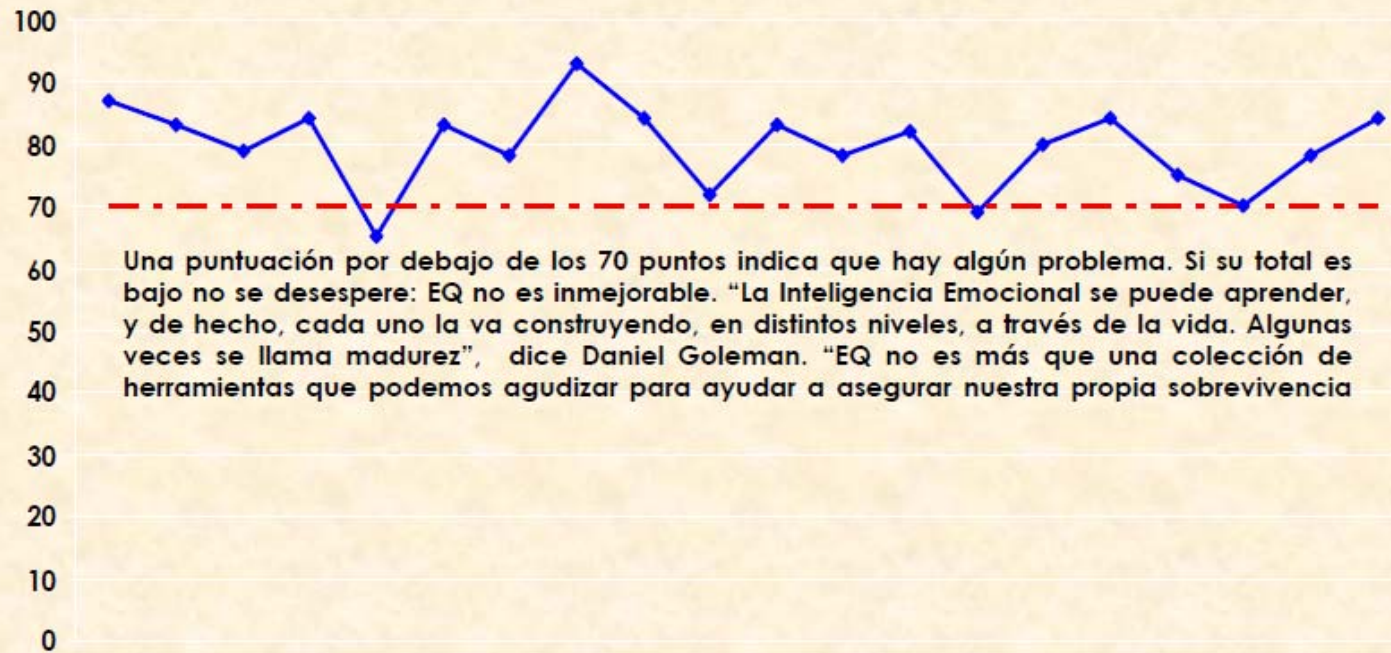 100
90
80
70
60
50
40
30
20
10
0
Una puntuación por debajo de los 70 puntos indica que hay algún problema. Si su total es
bajo no se desespere: EQ no es inmejorable. “La Inteligencia Emocional se puede aprender,
y de hecho, cada uno la va construyendo, en distintos niveles, a través de la vida. Algunas
veces se llama madurez”, dice Daniel Goleman. “EQ no es más que una colección de
herramientas que podemos agudizar para ayudar a asegurar nuestra propia sobrevivencia